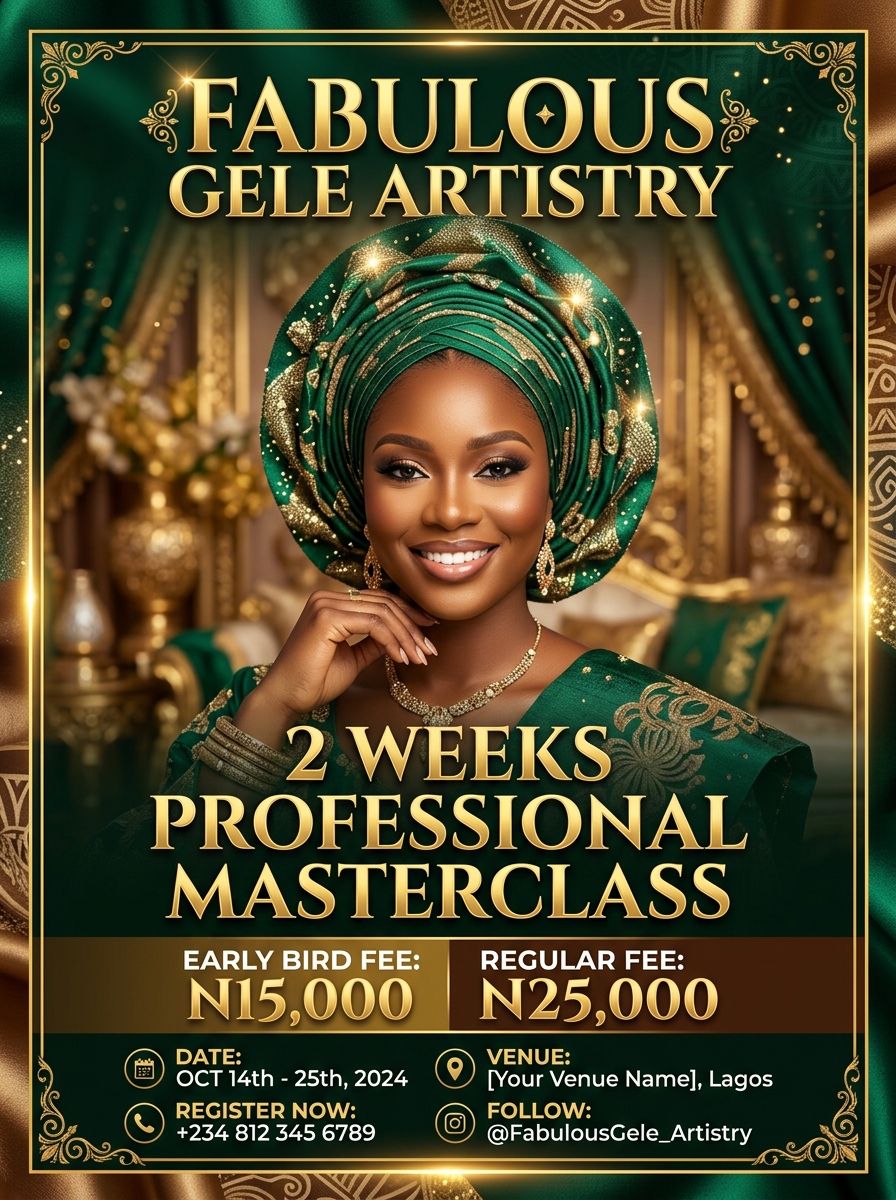 FABULOUS
GELE ARTISTRY
2 WEEKS
PROFESSIONAL
MASTERCLASS
EARLY BIRD FEE:
N15,000
REGULAR FEE:
N25,000
DATE:
OCT 14th - 25th, 2024
VENUE:
[Your Venue Name], Lagos
REGISTER NOW:
+234 812 345 6789
FOLLOW:
@FabulousGele_Artistry